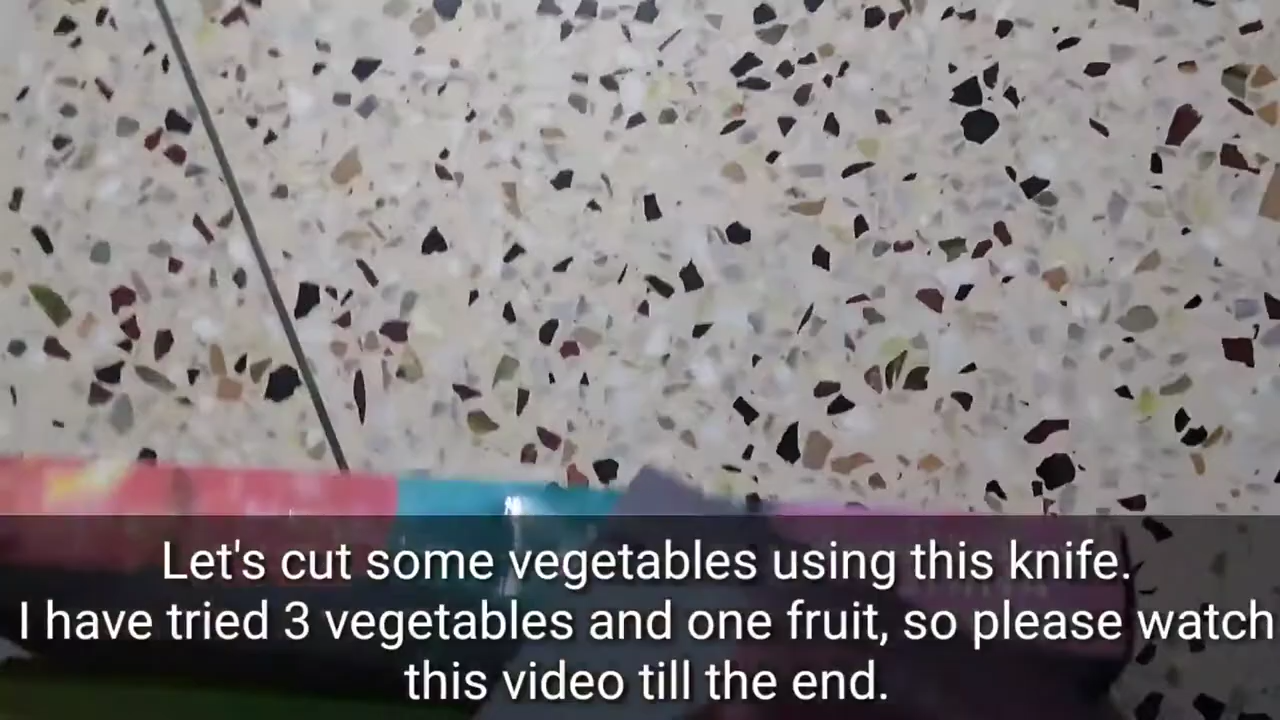 Let's cut some vegetables using this knife.
I have tried 3 vegetables and one fruit, so please watch
this video till the end.